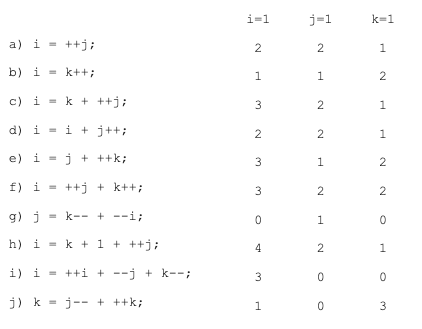 i=1 j=1 k=1
a) i = ++j; 2 2 1
b) i = k++; 1 1 2
c) i = k + ++j; 3 2 1
d) i = i + j++; 2 2 1
e) i = j + ++k; 3 1 2
f) i = ++j + k++; 3 2 2
g) j = k-- + --i; 0 1 0
h) i = k + 1 + ++j; 4 2 1
i) i = ++i + --j + k--; 3 0 0
j) k = j-- + ++k; 1 0 3